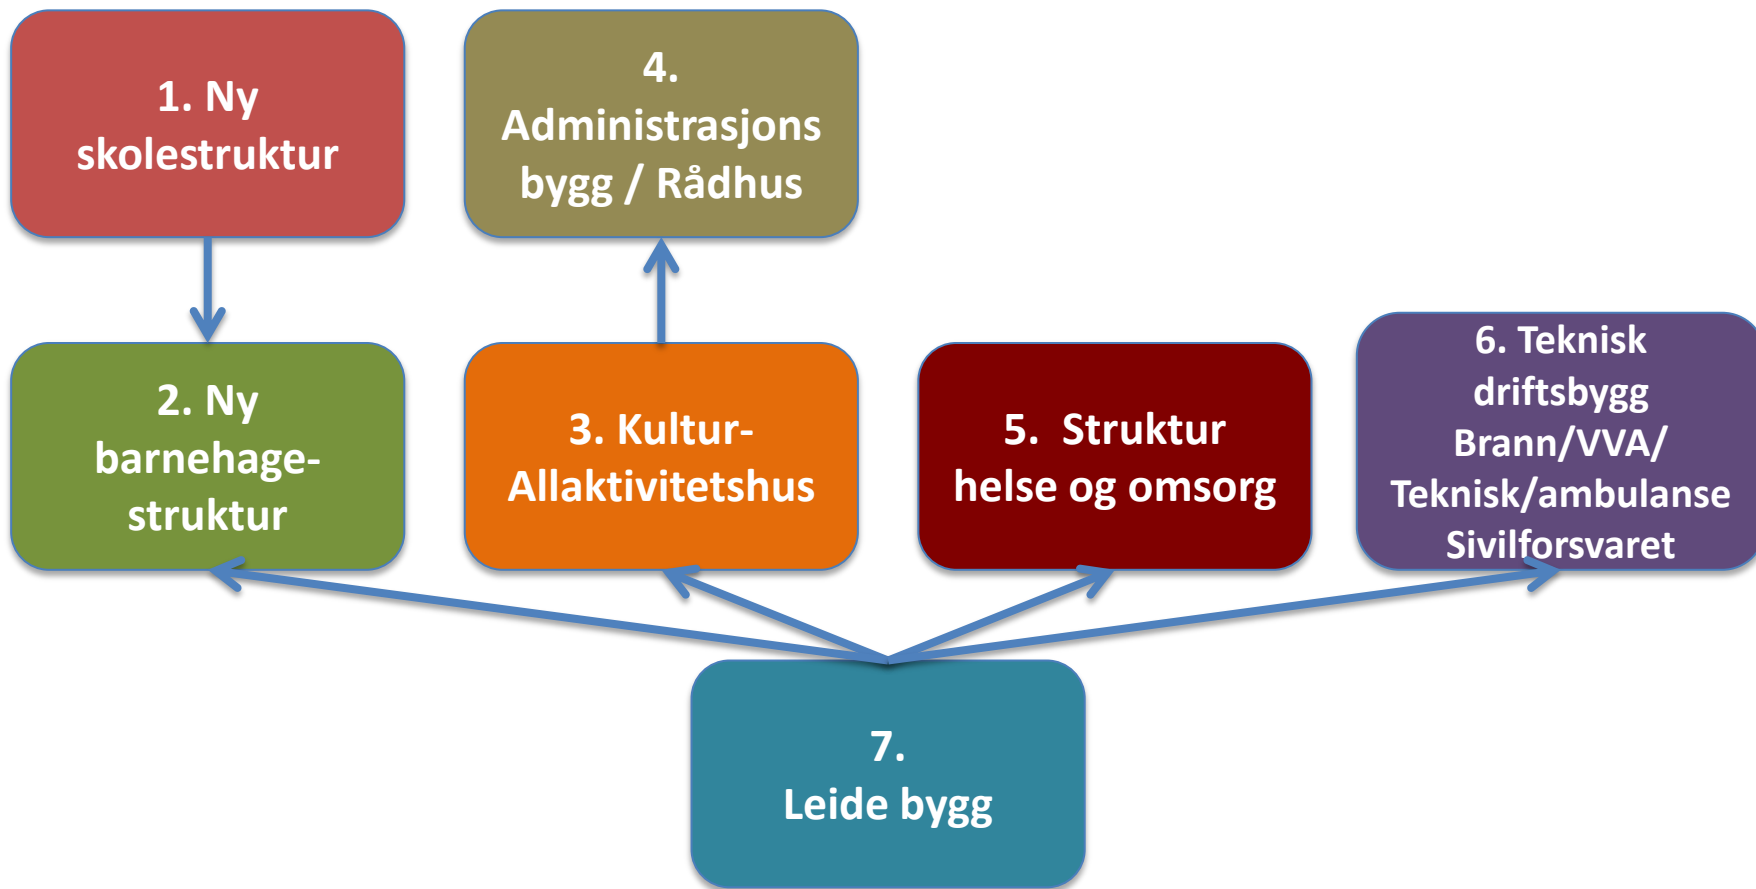 1. Ny
skolestruktur
4.
Administrasjons
bygg / Rådhus
2. Ny
barnehage-
struktur
3. Kultur-
Allaktivitetshus
5.  Struktur
helse og omsorg
6. Teknisk
driftsbygg
Brann/VVA/
Teknisk/ambulanse
Sivilforsvaret
7.
Leide bygg